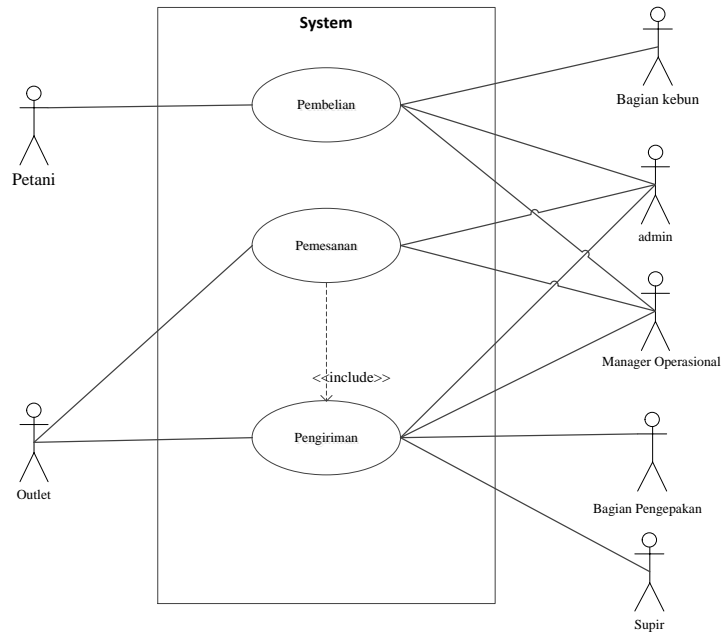 System
Pembelian
Bagian kebun
Petani
admin
Pemesanan
Manager Operasional
<<include>>
Pengiriman
Outlet
Bagian Pengepakan
Supir